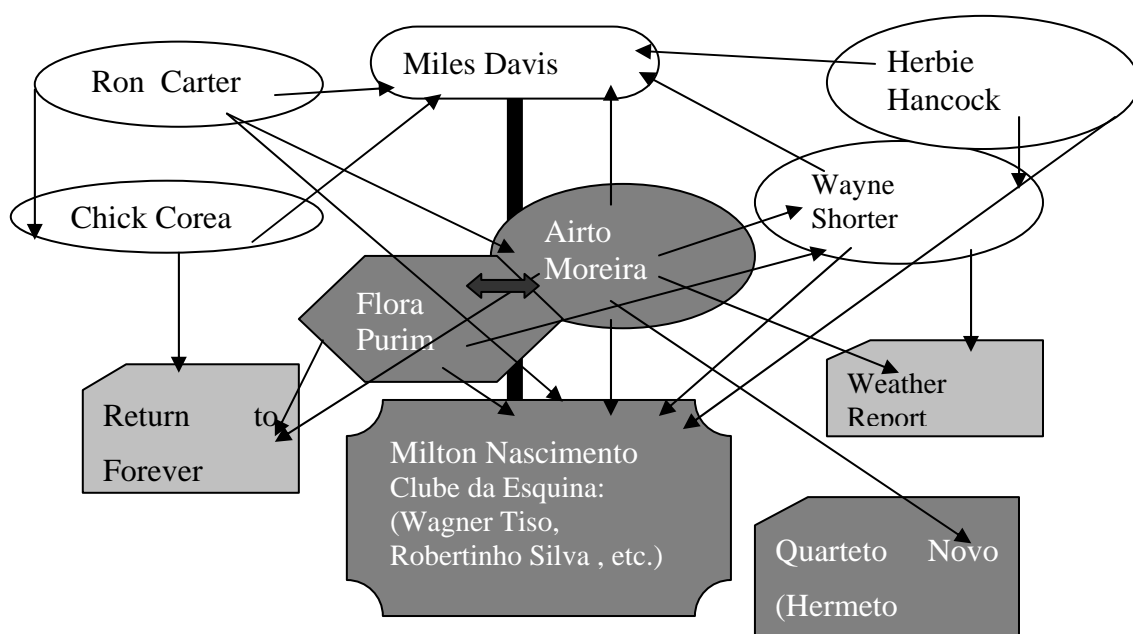 Ron Carter
Miles Davis
Herbie
Hancock
Chick Corea
Wayne
Shorter
Airto
Moreira
Flora
Purim
Return to
Forever
Weather
Report
Milton Nascimento
Clube da Esquina:
(Wagner Tiso,
Robertinho Silva , etc.)
Quarteto Novo
(Hermeto